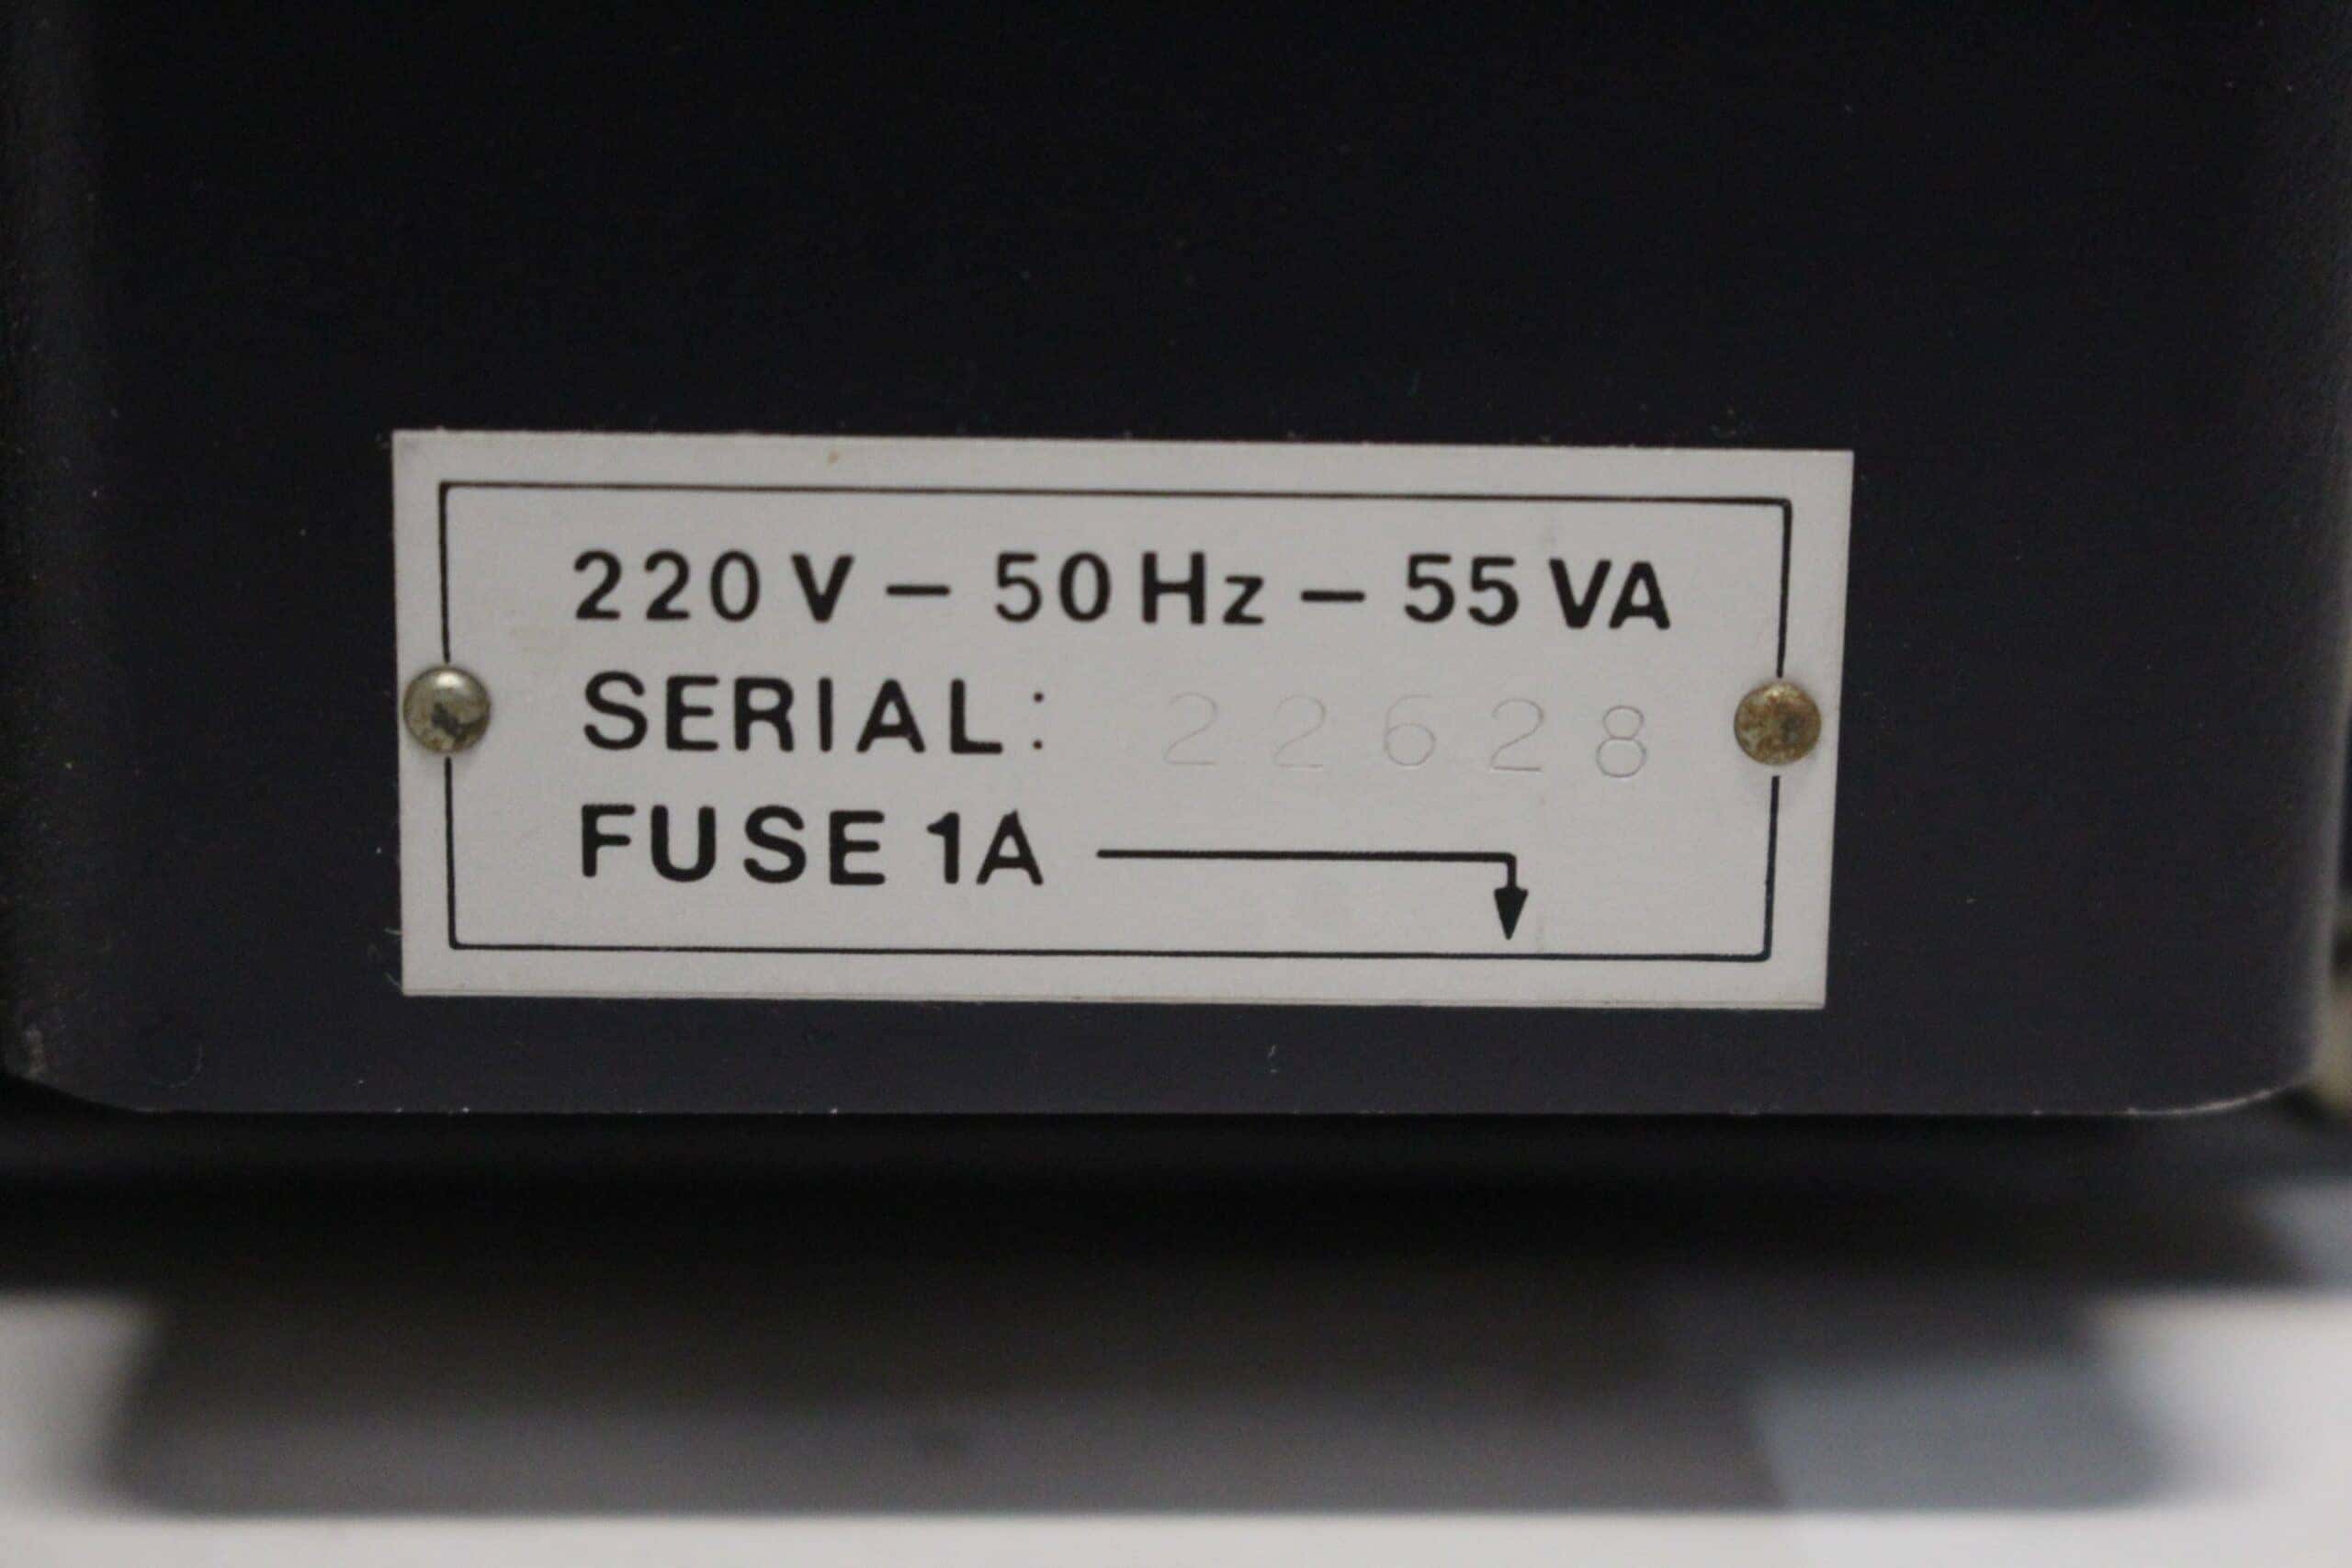 220 V – 50 Hz – 55 VA
SERIAL: 22628
FUSE 1A